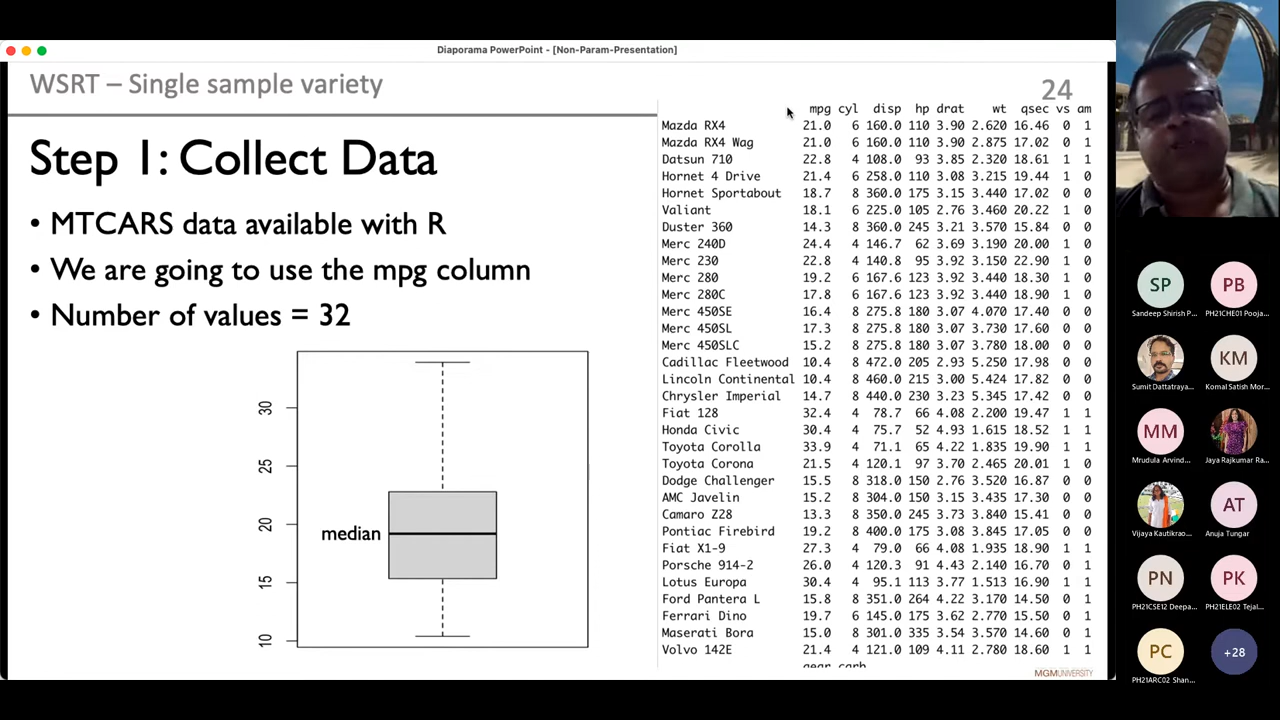 Diaporama PowerPoint - [Non-Param-Presentation]
WSRT – Single sample variety
24
Step 1: Collect Data
• MTCARS data available with R
• We are going to use the mpg column
• Number of values = 32
30
25
20
15
10
median
mpg cyl disp hp drat wt qsec vs am
Mazda RX4 21.0 6 160.0 110 3.90 2.620 16.46 0 1
Mazda RX4 Wag 21.0 6 160.0 110 3.90 2.875 17.02 0 1
Datsun 710 22.8 4 108.0 93 3.85 2.320 18.61 1 1
Hornet 4 Drive 21.4 6 258.0 110 3.08 3.215 19.44 1 0
Hornet Sportabout 18.7 8 360.0 175 3.15 3.440 17.02 0 0
Valiant 18.1 6 225.0 105 2.76 3.460 20.22 1 0
Duster 360 14.3 8 360.0 245 3.21 3.570 15.84 0 0
Merc 240D 24.4 4 146.7 62 3.69 3.190 20.00 1 0
Merc 230 22.8 4 140.8 95 3.92 3.150 22.90 1 0
Merc 280 19.2 6 167.6 123 3.92 3.440 18.30 1 0
Merc 280C 17.8 6 167.6 123 3.92 3.440 18.90 1 0
Merc 450SE 16.4 8 275.8 180 3.07 4.070 17.40 0 0
Merc 450SL 17.3 8 275.8 180 3.07 3.730 17.60 0 0
Merc 450SLC 15.2 8 275.8 180 3.07 3.780 18.00 0 0
Cadillac Fleetwood 10.4 8 472.0 205 2.93 5.250 17.98 0 0
Lincoln Continental 10.4 8 460.0 215 3.00 5.424 17.82 0 0
Chrysler Imperial 14.7 8 440.0 230 3.23 5.345 17.42 0 0
Fiat 128 32.4 4 78.7 66 4.08 2.200 19.47 1 1
Honda Civic 30.4 4 75.7 52 4.93 1.615 18.52 1 1
Toyota Corolla 33.9 4 71.1 65 4.22 1.835 19.90 1 1
Toyota Corona 21.5 4 120.1 97 3.70 2.465 20.01 1 0
Dodge Challenger 15.5 8 318.0 150 2.76 3.520 16.87 0 0
AMC Javelin 15.2 8 304.0 150 3.15 3.435 17.30 0 0
Camaro Z28 13.3 8 350.0 245 3.73 3.840 15.41 0 0
Pontiac Firebird 19.2 8 400.0 175 3.08 3.845 17.05 0 0
Fiat X1-9 27.3 4 79.0 66 4.08 1.935 18.90 1 1
Porsche 914-2 26.0 4 120.3 91 4.43 2.140 16.70 0 1
Lotus Europa 30.4 4 95.1 113 3.77 1.513 16.90 1 1
Ford Pantera L 15.8 8 351.0 264 4.22 3.170 14.50 0 1
Ferrari Dino 19.7 6 145.0 175 3.62 2.770 15.50 0 1
Maserati Bora 15.0 8 301.0 335 3.54 3.570 14.60 0 1
Volvo 142E 21.4 4 121.0 109 4.11 2.780 18.60 1 1
gear carb
MGMUNIVERSITY
SP PB
Sandeep Shirish P... PH21CHE01 Pooja...
KM
Sumit Dattatraya... Komal Satish Mor...
MM
Mrudula Arvind... Jaya Rajkumar Ra...
AT
Vijaya Kautikrao... Anuja Tungar
PN PK
PH21CSE12 Deepa... PH21ELE02 Tejal...
PC +28
PH21ARC02 Shan...